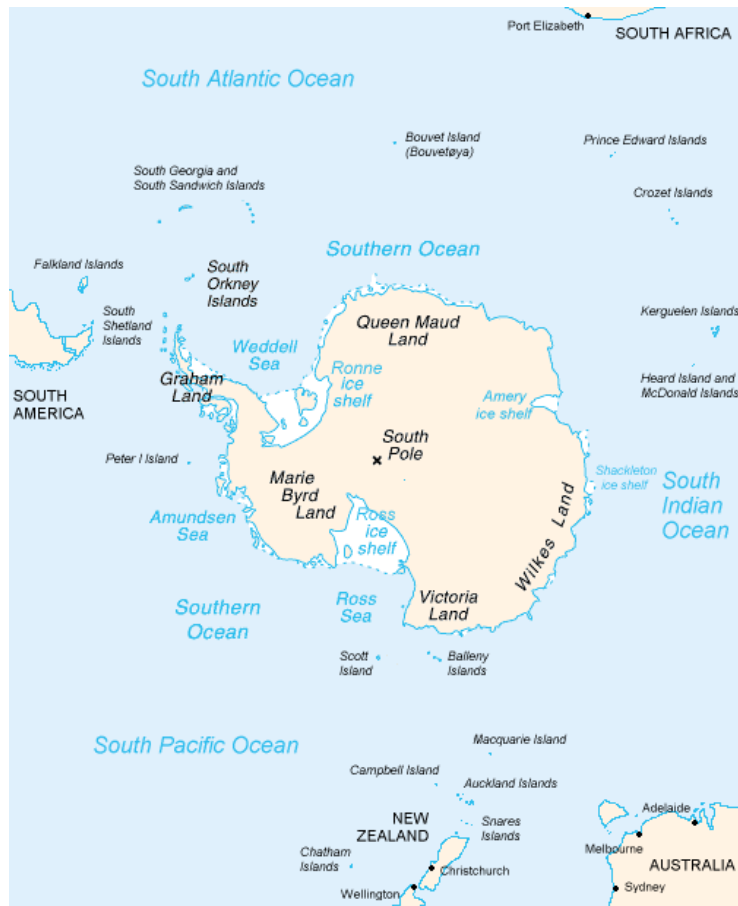 Port Elizabeth
SOUTH AFRICA
South Atlantic Ocean
Bouvet Island
(Bouvetøya)
Prince Edward Islands
South Georgia and
South Sandwich Islands
Crozet Islands
Southern Ocean
Falkland Islands
South
Orkney
Islands
South
Shetland
Islands
Kerguelen Islands
Queen Maud
Land
Weddell
Sea
Ronne
ice
shelf
Graham
Land
Heard Island and
McDonald Islands
SOUTH
AMERICA
Amery
ice shelf
South
Pole
Peter I Island
Shackleton
ice shelf
South
Indian
Ocean
Marie
Byrd
Land
Amundsen
Sea
Ross
ice
shelf
Wilkes Land
Southern
Ocean
Ross
Sea
Victoria
Land
Scott
Island
Balleny
Islands
South Pacific Ocean
Macquarie Island
Campbell Island
Auckland Islands
NEW
ZEALAND
Snares
Islands
Adelaide
Melbourne
Chatham
Islands
Christchurch
AUSTRALIA
Wellington
Sydney